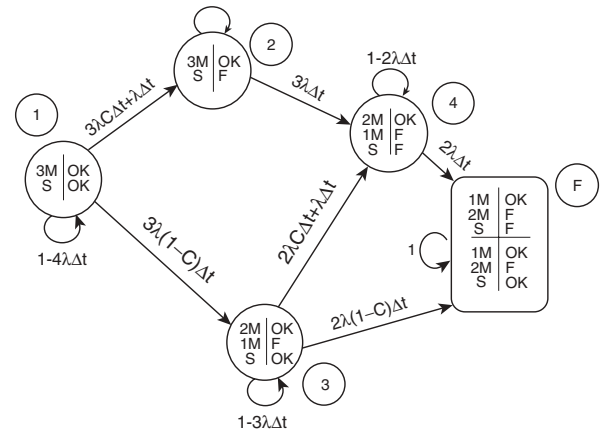 2
3M OK
S F
1-2λΔt
4
3λΔt
3λCΔt+λΔt
1
2M OK
1M F
S F
2λΔt
3M OK
S OK
F
1M OK
2M F
S F
1M OK
2M F
S OK
1
2λCΔt+λΔt
1-4λΔt
3λ(1–C)Δt
2λ(1–C)Δt
2M OK
1M F
S OK
3
1-3λΔt